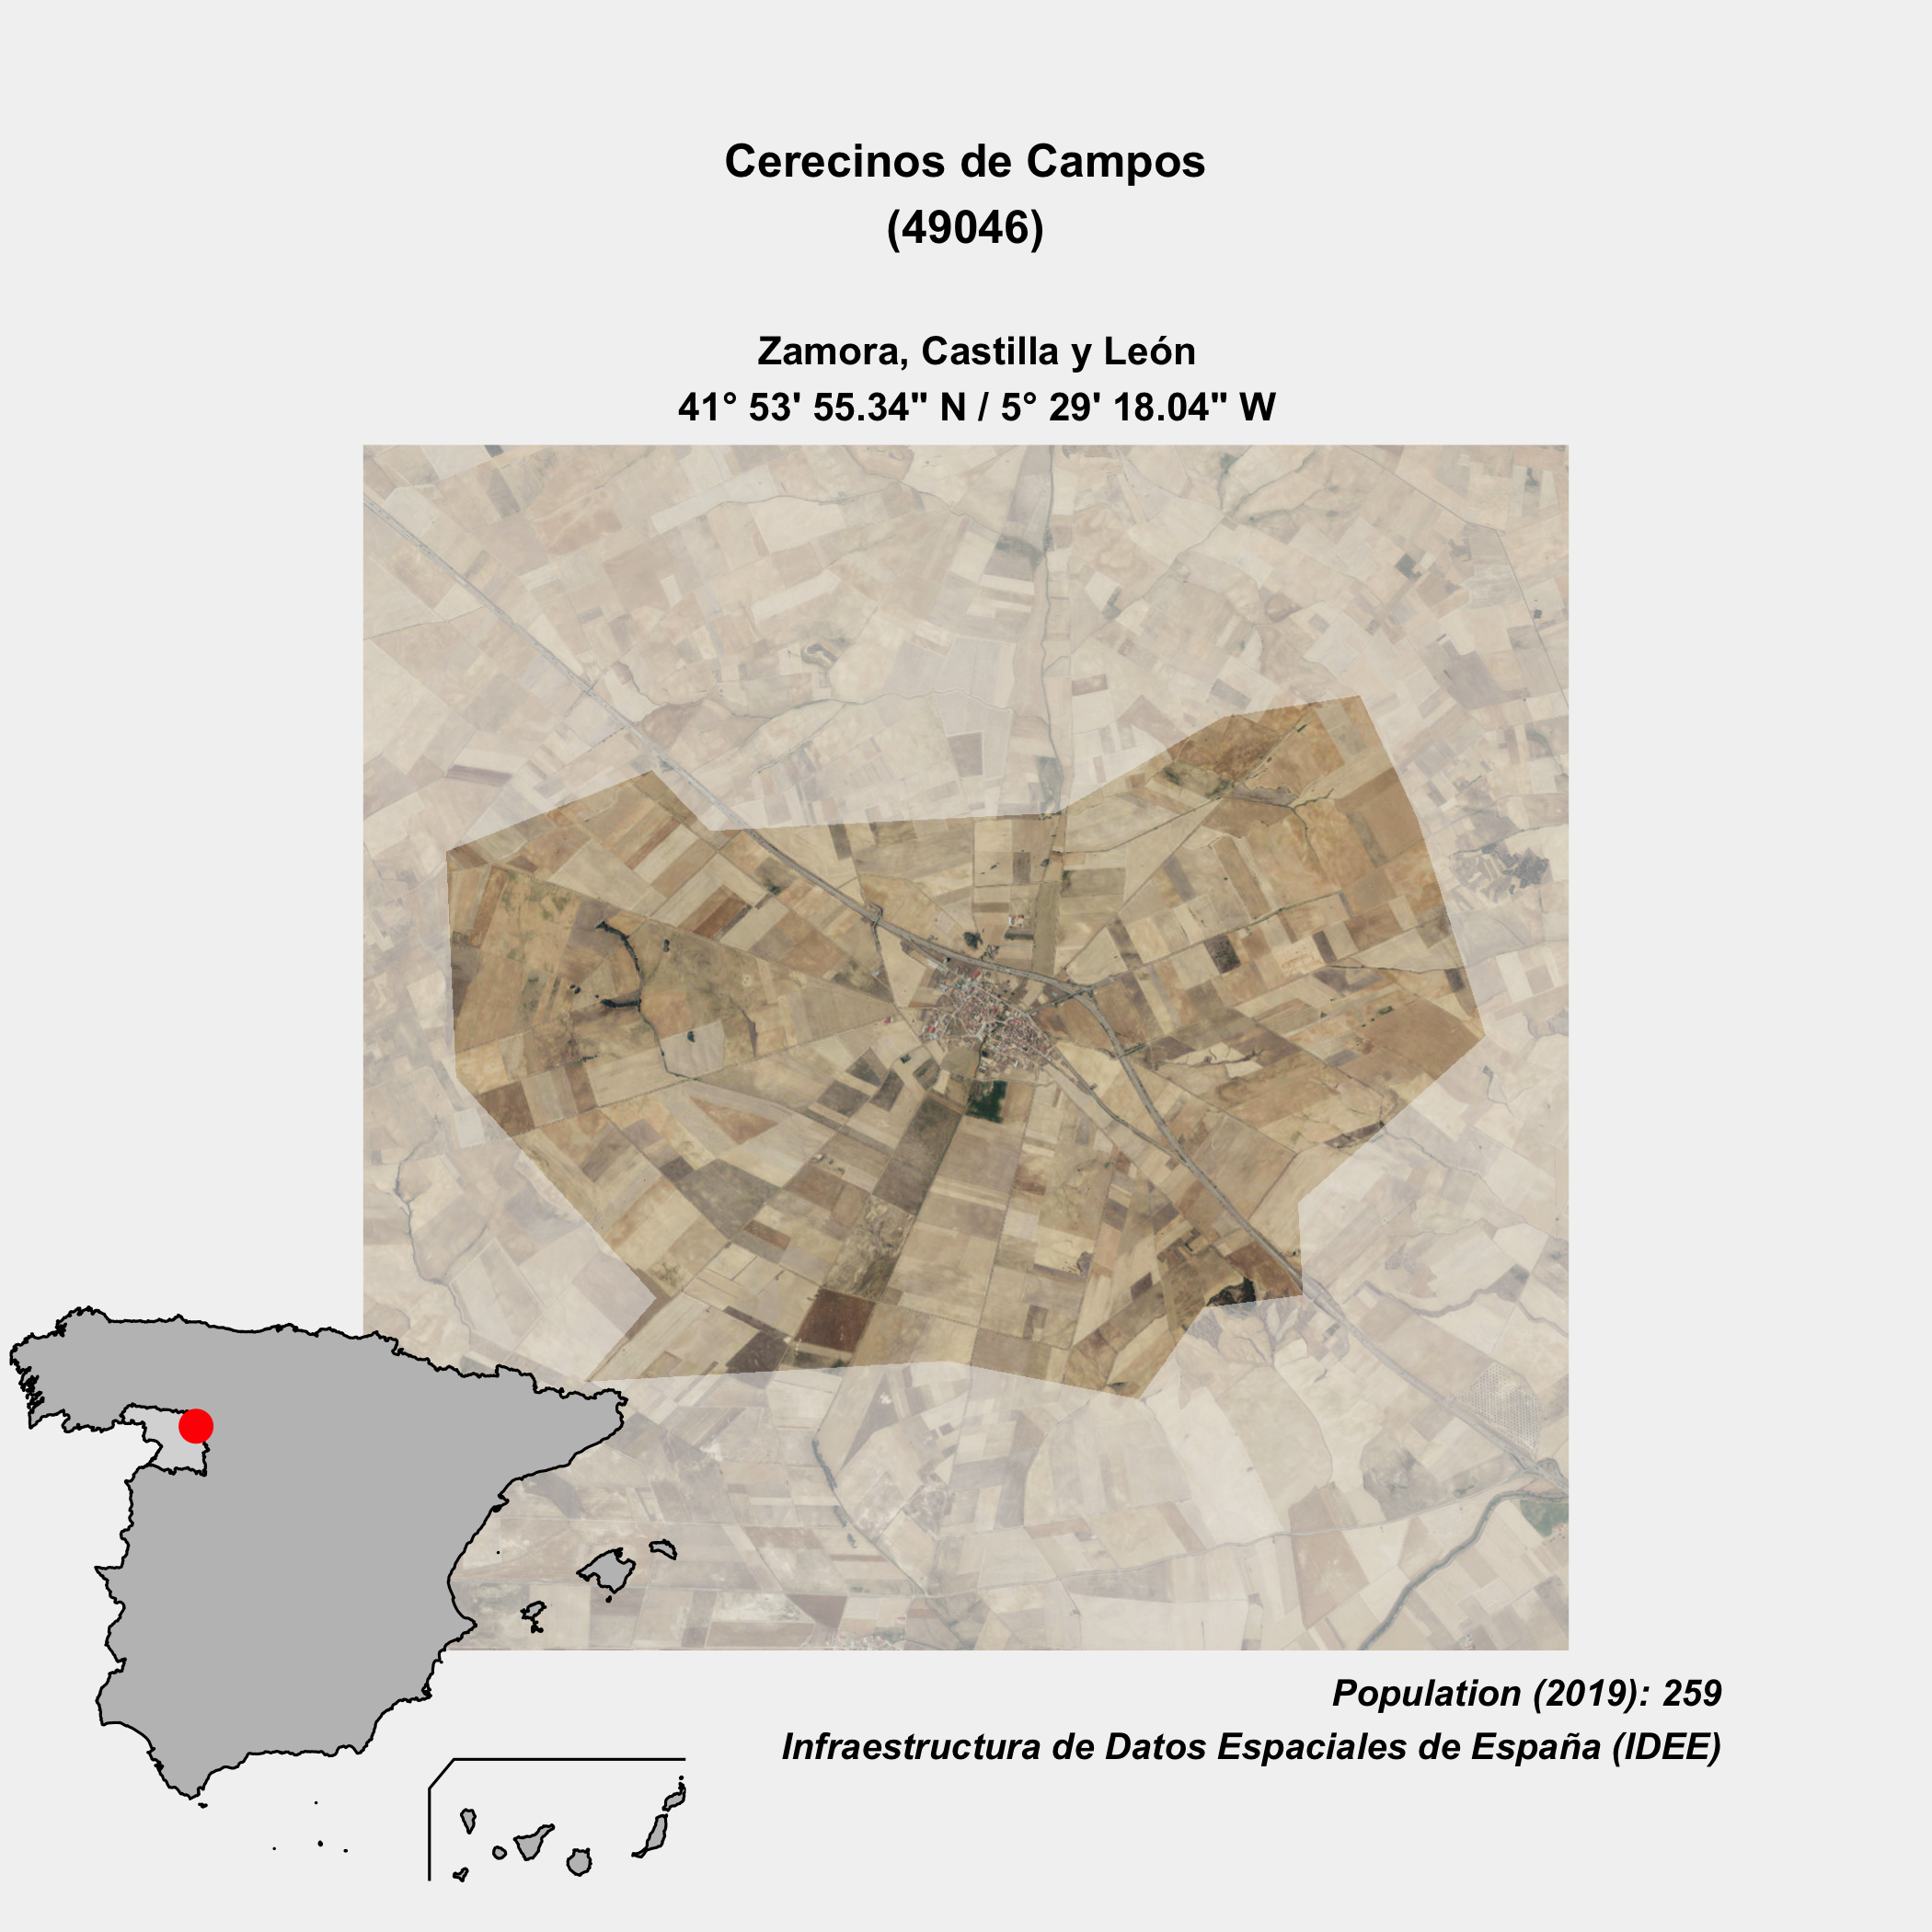 Cerecinos de Campos
(49046)
Zamora, Castilla y León
41° 53' 55.34" N / 5° 29' 18.04" W
Population (2019): 259
Infraestructura de Datos Espaciales de España (IDEE)